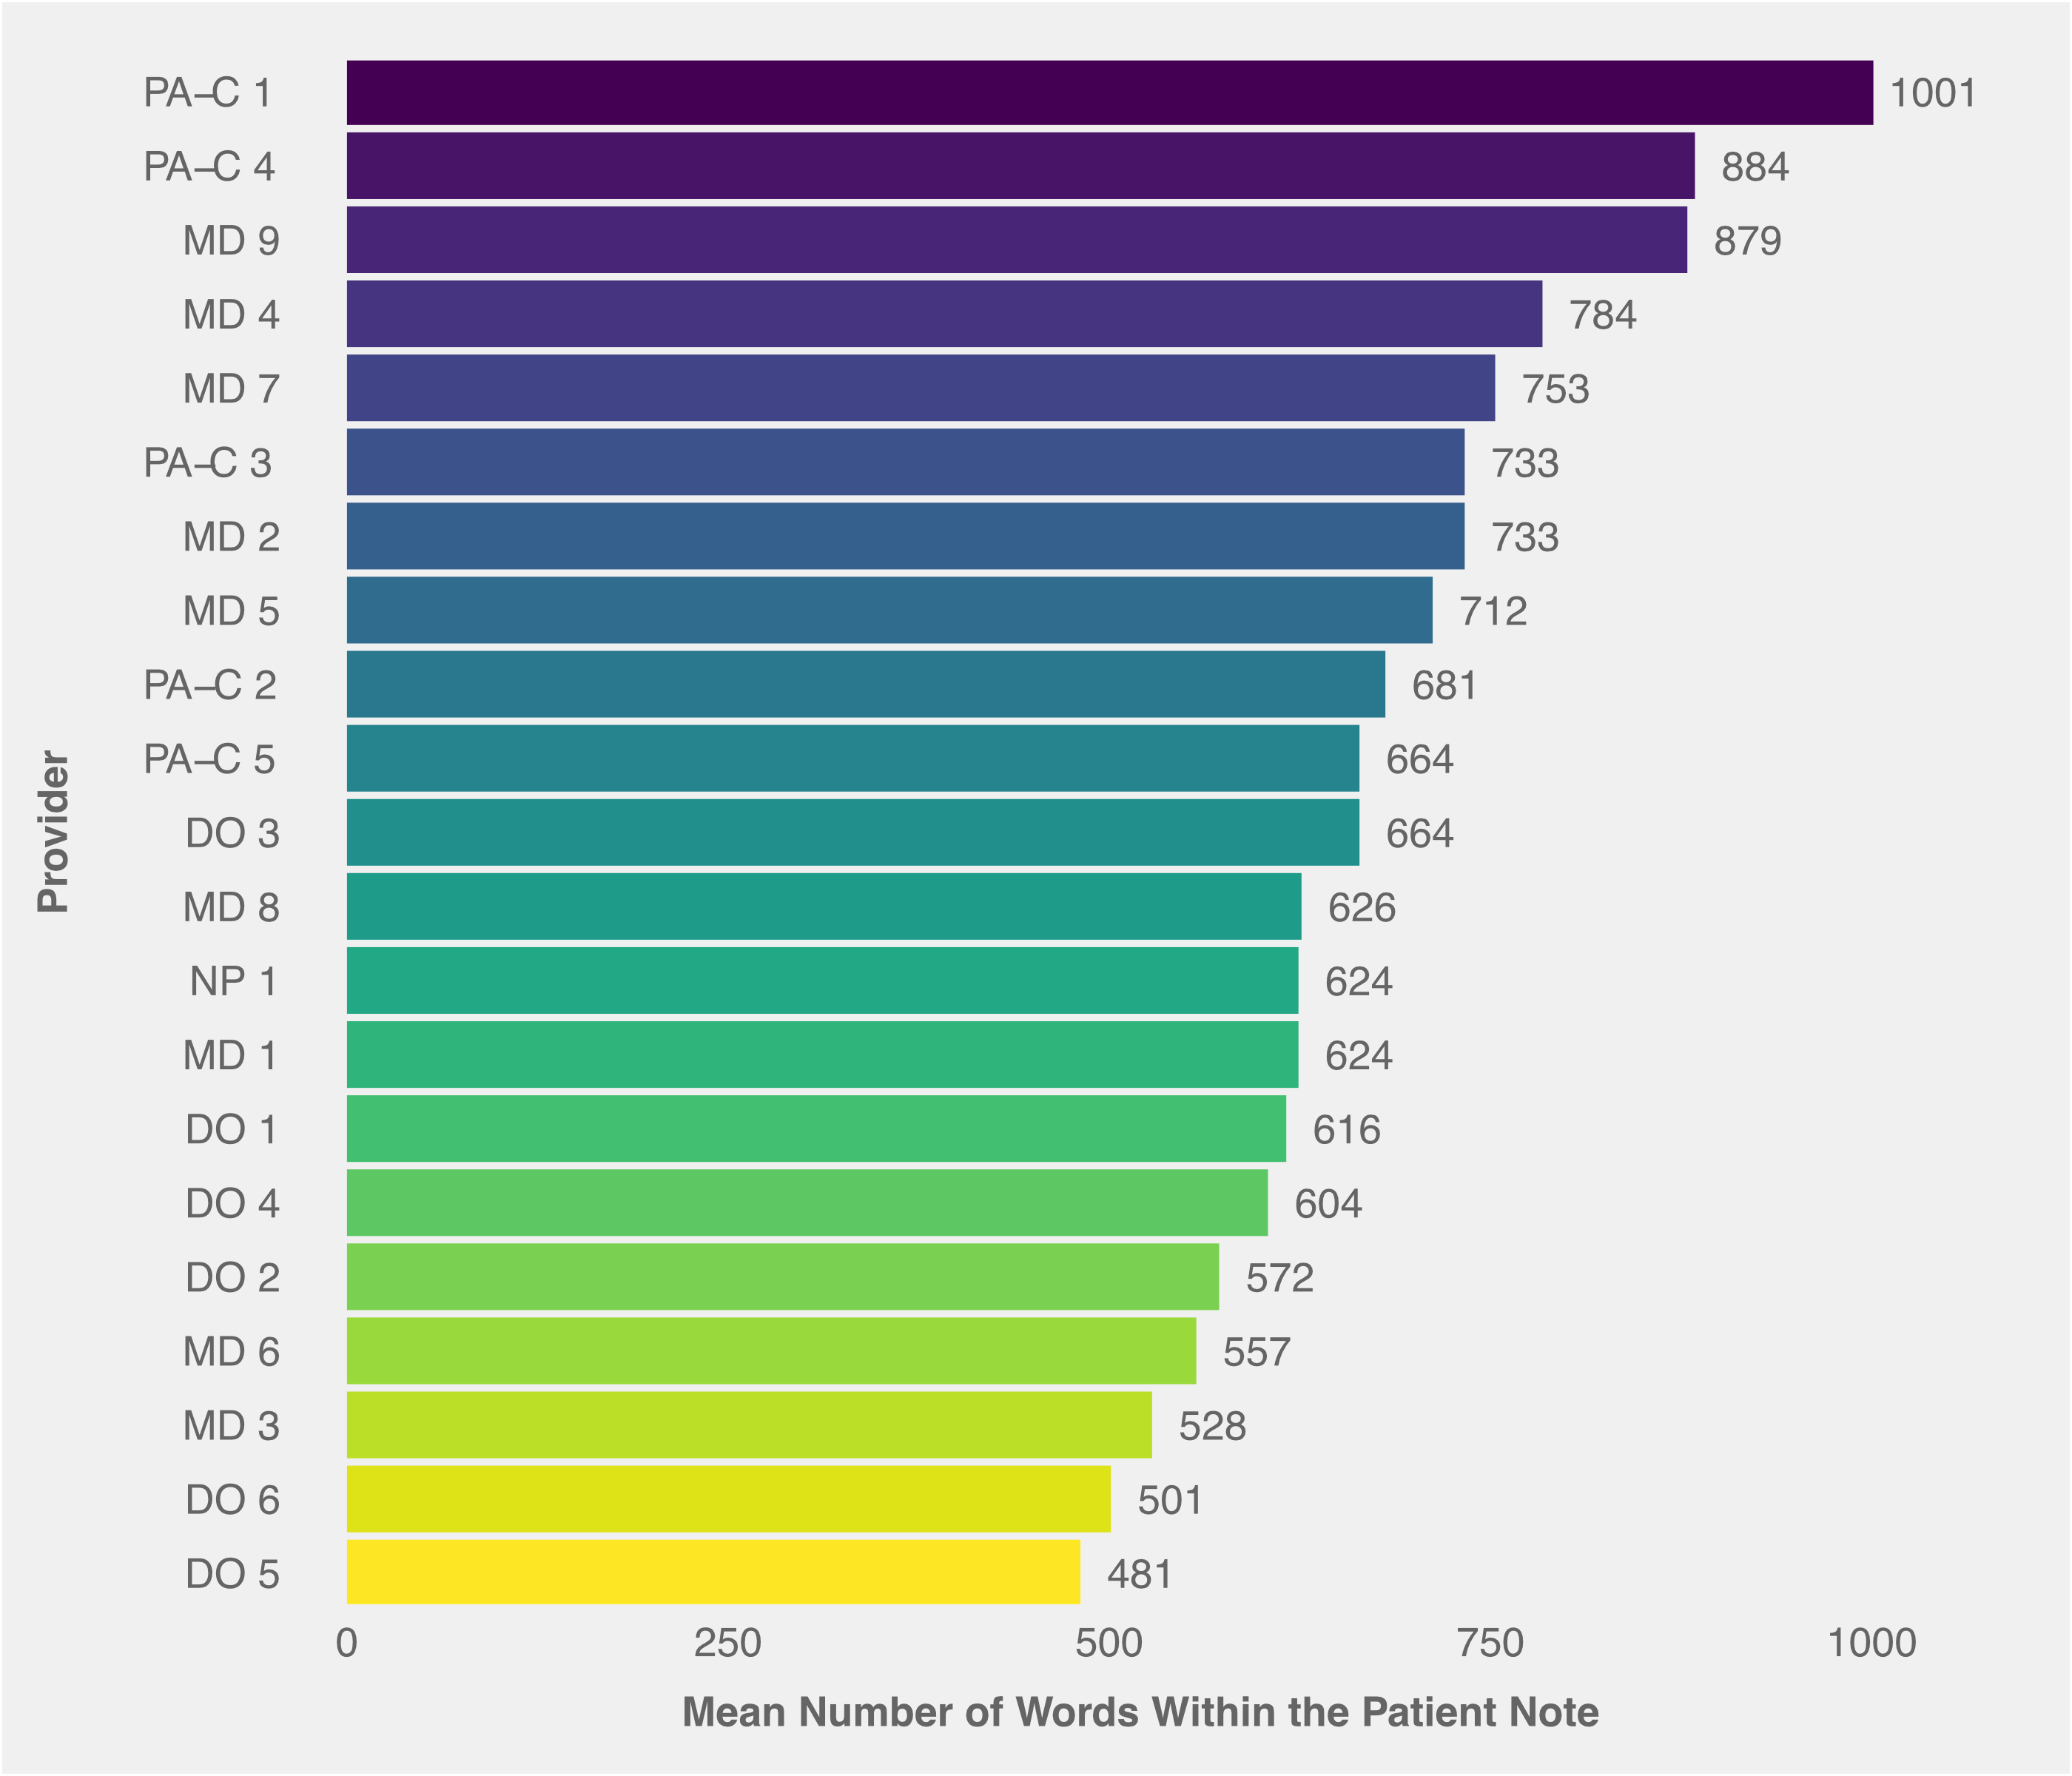 PA–C 1 1001
PA–C 4 884
MD 9 879
MD 4 784
MD 7 753
PA–C 3 733
MD 2 733
MD 5 712
PA–C 2 681
PA–C 5 664
DO 3 664
MD 8 626
NP 1 624
MD 1 624
DO 1 616
DO 4 604
DO 2 572
MD 6 557
MD 3 528
DO 6 501
DO 5 481
Provider
0 250 500 750 1000
Mean Number of Words Within the Patient Note